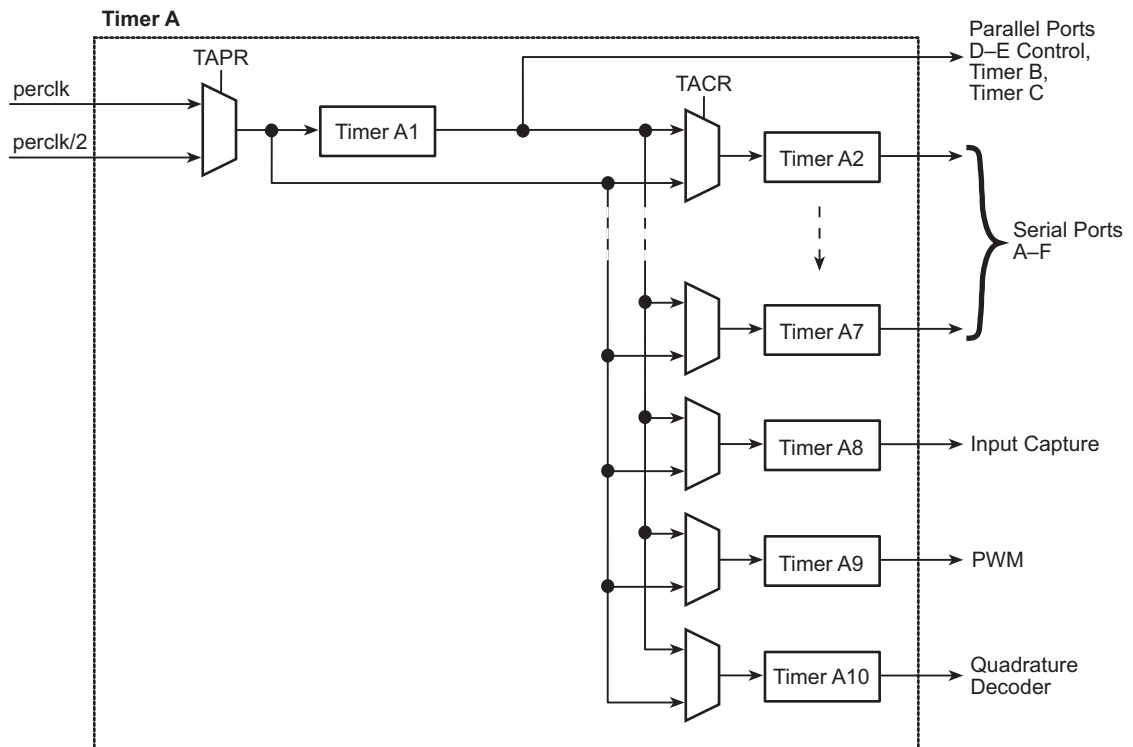 Timer A
TAPR
perclk
perclk/2
Timer A1
TACR
Parallel Ports
D–E Control,
Timer B,
Timer C
Timer A2
Serial Ports
A–F
Timer A7
Timer A8
Input Capture
Timer A9
PWM
Timer A10
Quadrature
Decoder